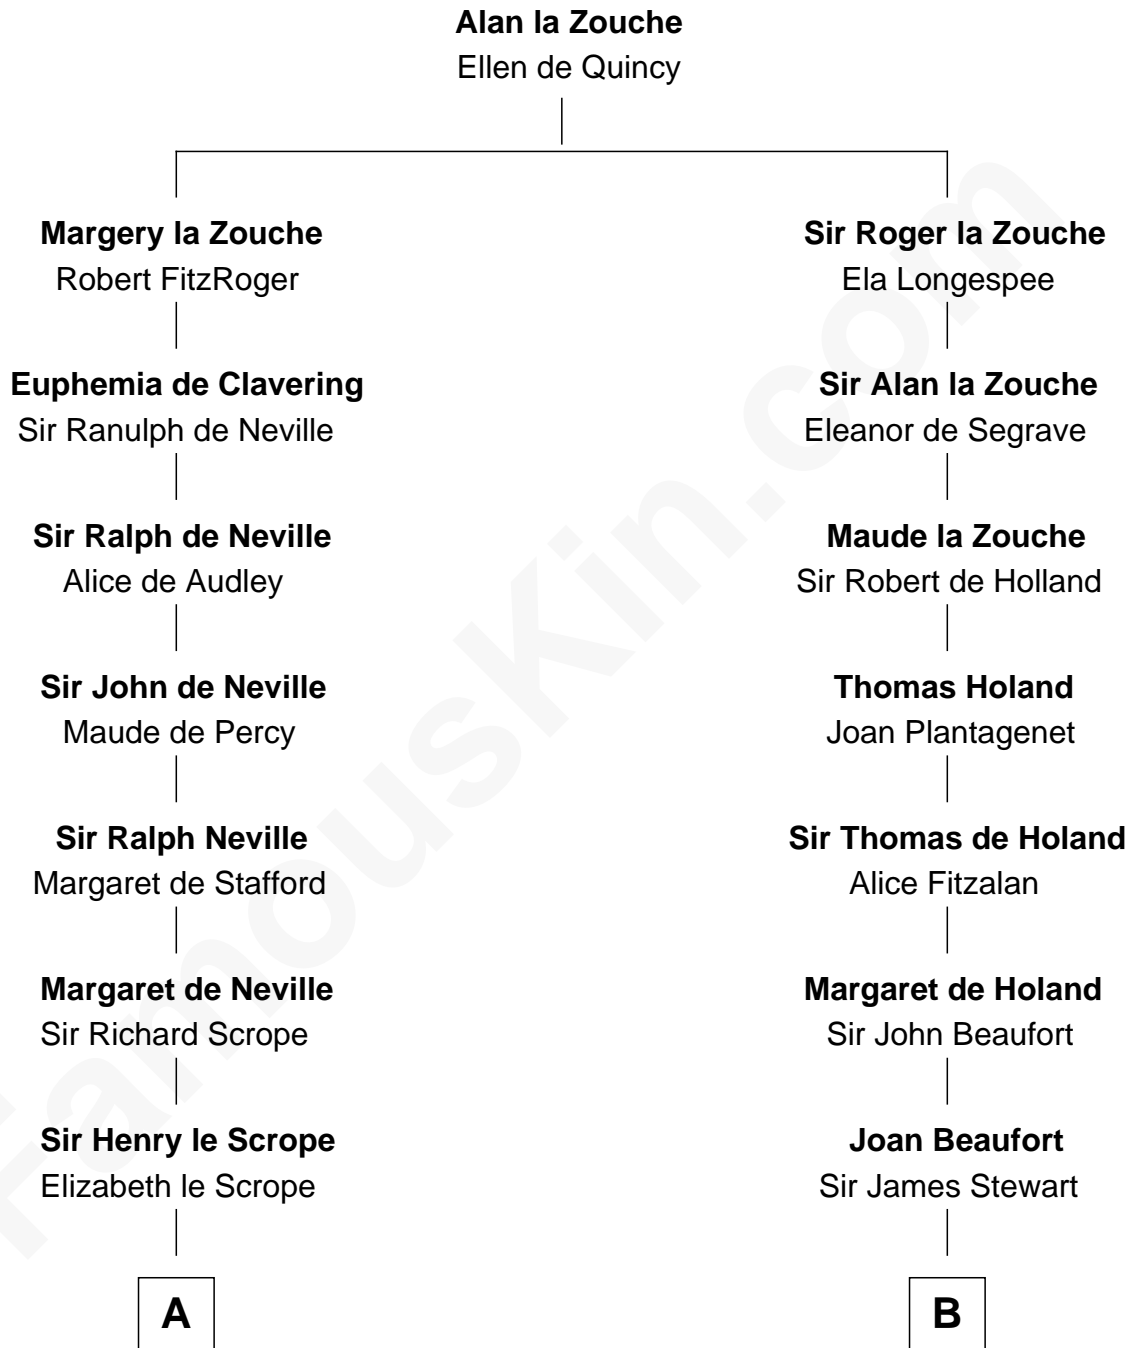 Alan la Zouche
Ellen de Quincy
Margery la Zouche
Robert FitzRoger
Sir Roger la Zouche
Ela Longespee
Euphemia de Clavering
Sir Ranulph de Neville
Sir Alan la Zouche
Eleanor de Segrave
Sir Ralph de Neville
Alice de Audley
Maude la Zouche
Sir Robert de Holland
Sir John de Neville
Maude de Percy
Thomas Holand
Joan Plantagenet
Sir Ralph Neville
Margaret de Stafford
Sir Thomas de Holand
Alice Fitzalan
Margaret de Neville
Sir Richard Scrope
Margaret de Holand
Sir John Beaufort
Sir Henry le Scrope
Elizabeth le Scrope
Joan Beaufort
Sir James Stewart
A
B
FamousKin.com